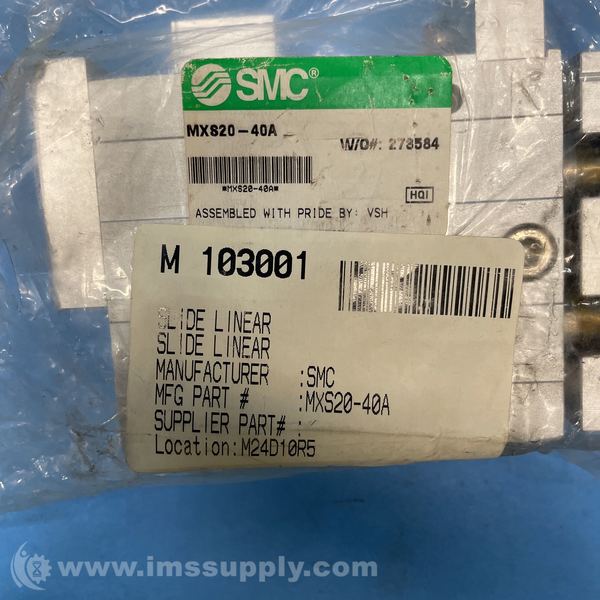 SMC®
MXS20-40A
W/O#: 278584
*MXS20-40A*
HQI
ASSEMBLED WITH PRIDE BY: VSH
M 103001
SLIDE LINEAR
SLIDE LINEAR
MANUFACTURER :SMC
MFG PART # :MXS20-40A
SUPPLIER PART# :
Location:M24D10R5
www.imssupply.com